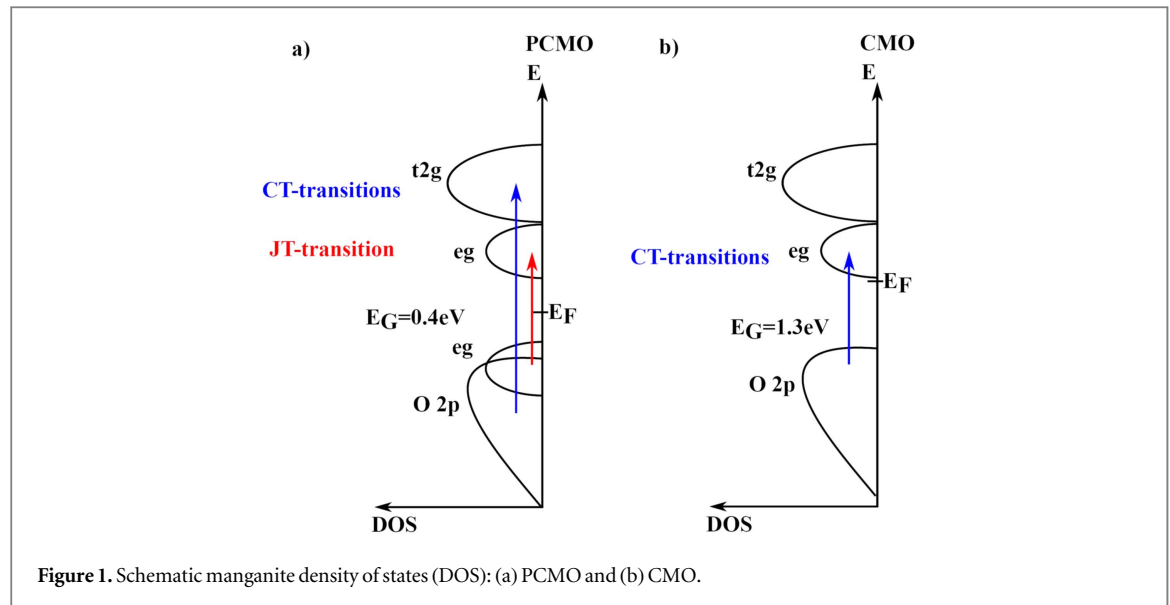 a)
PCMO
E
t2g
CT-transitions
JT-transition
eg
EG=0.4eV
EF
eg
O 2p
DOS
b)
CMO
E
t2g
CT-transitions
eg
EF
EG=1.3eV
O 2p
DOS
Figure 1. Schematic manganite density of states (DOS): (a) PCMO and (b) CMO.